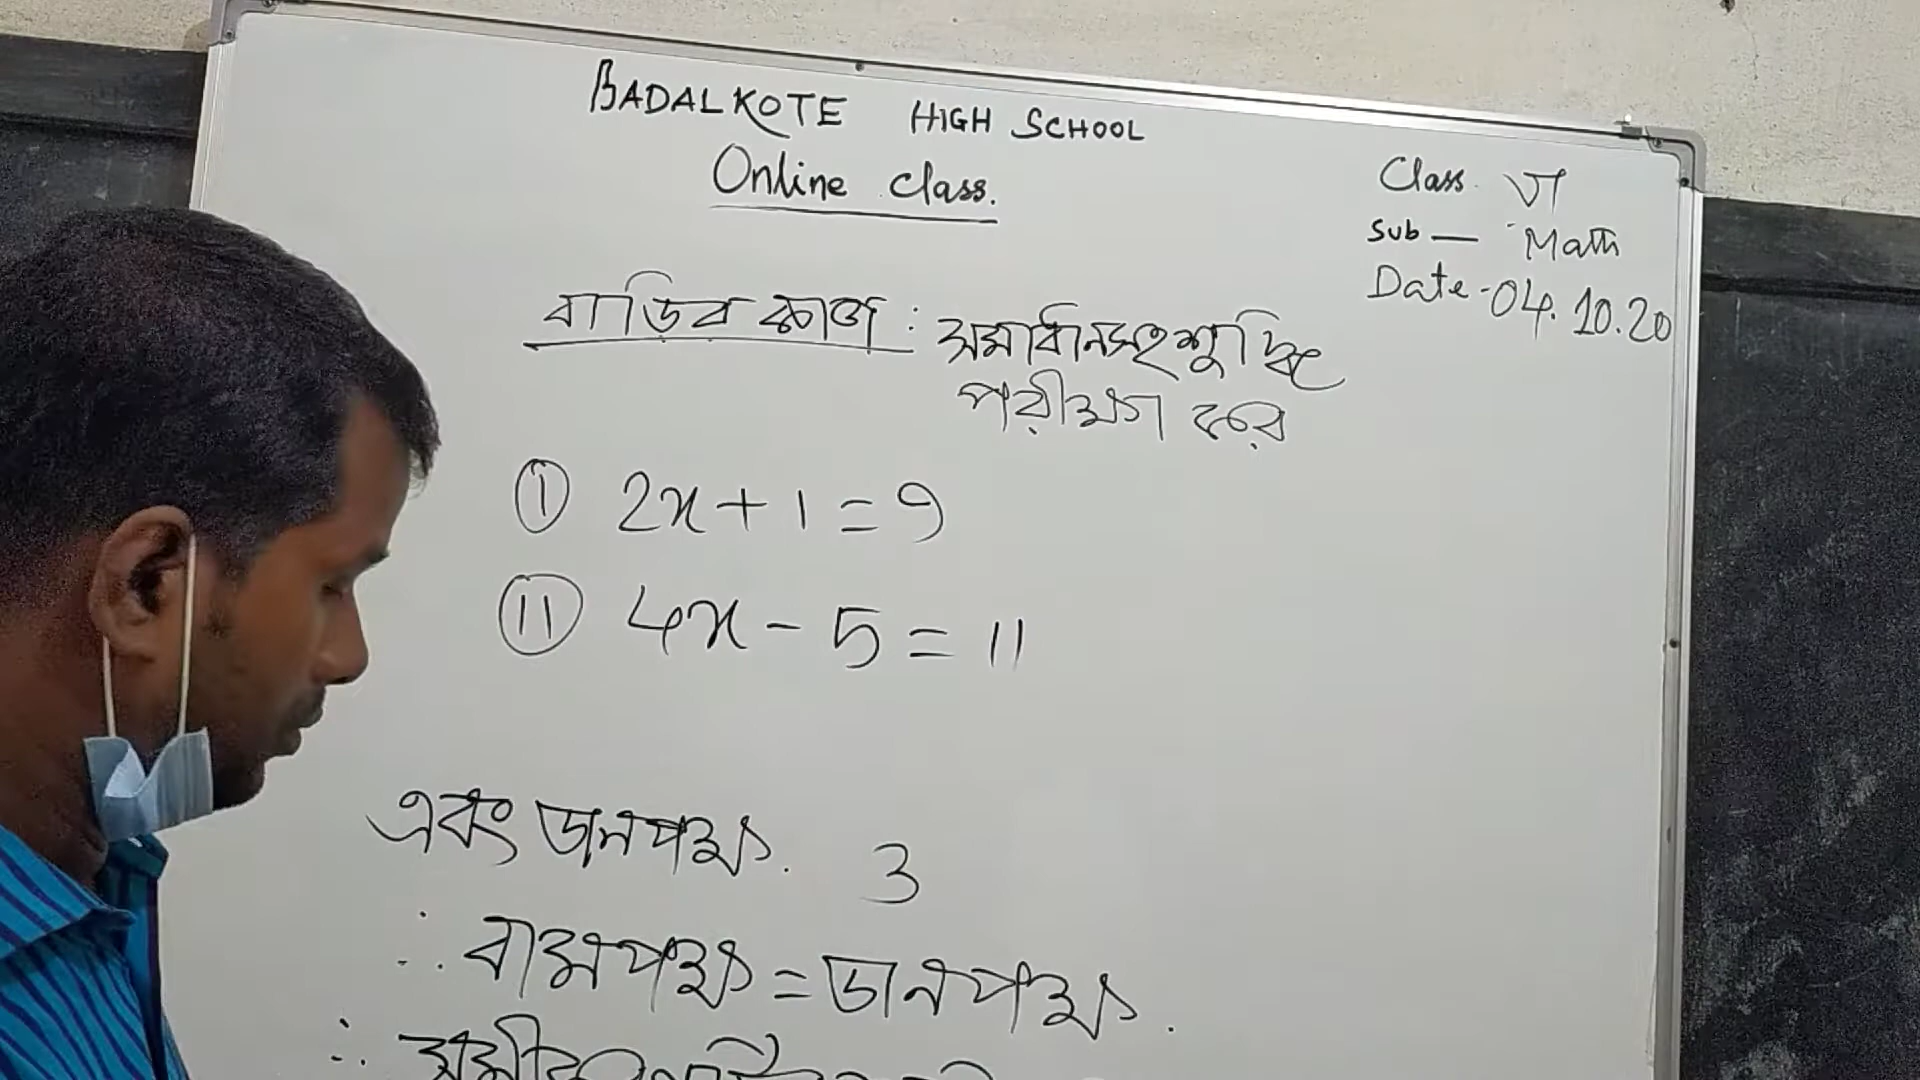 BADALKOTE HIGH SCHOOL
Online Class.
Class VI
Sub — Math
Date - 04. 10. 20
বাড়ির কাজ : সমাধানসহ শুদ্ধি
পরীক্ষা কর
① 2x + 1 = 9
⑪ 4x - 5 = 11
এবং ডানপক্ষ. 3
∴ বামপক্ষ = ডানপক্ষ.